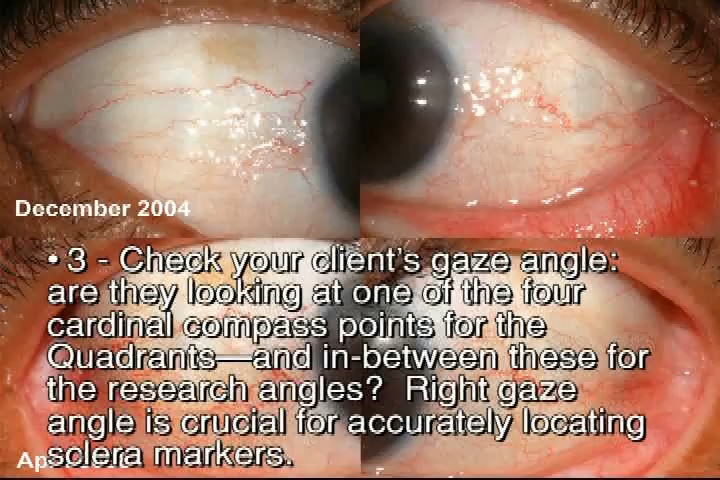 December 2004
• 3 - Check your client's gaze angle:
are they looking at one of the four
cardinal compass points for the
Quadrants—and in-between these for
the research angles? Right gaze
angle is crucial for accurately locating
sclera markers.